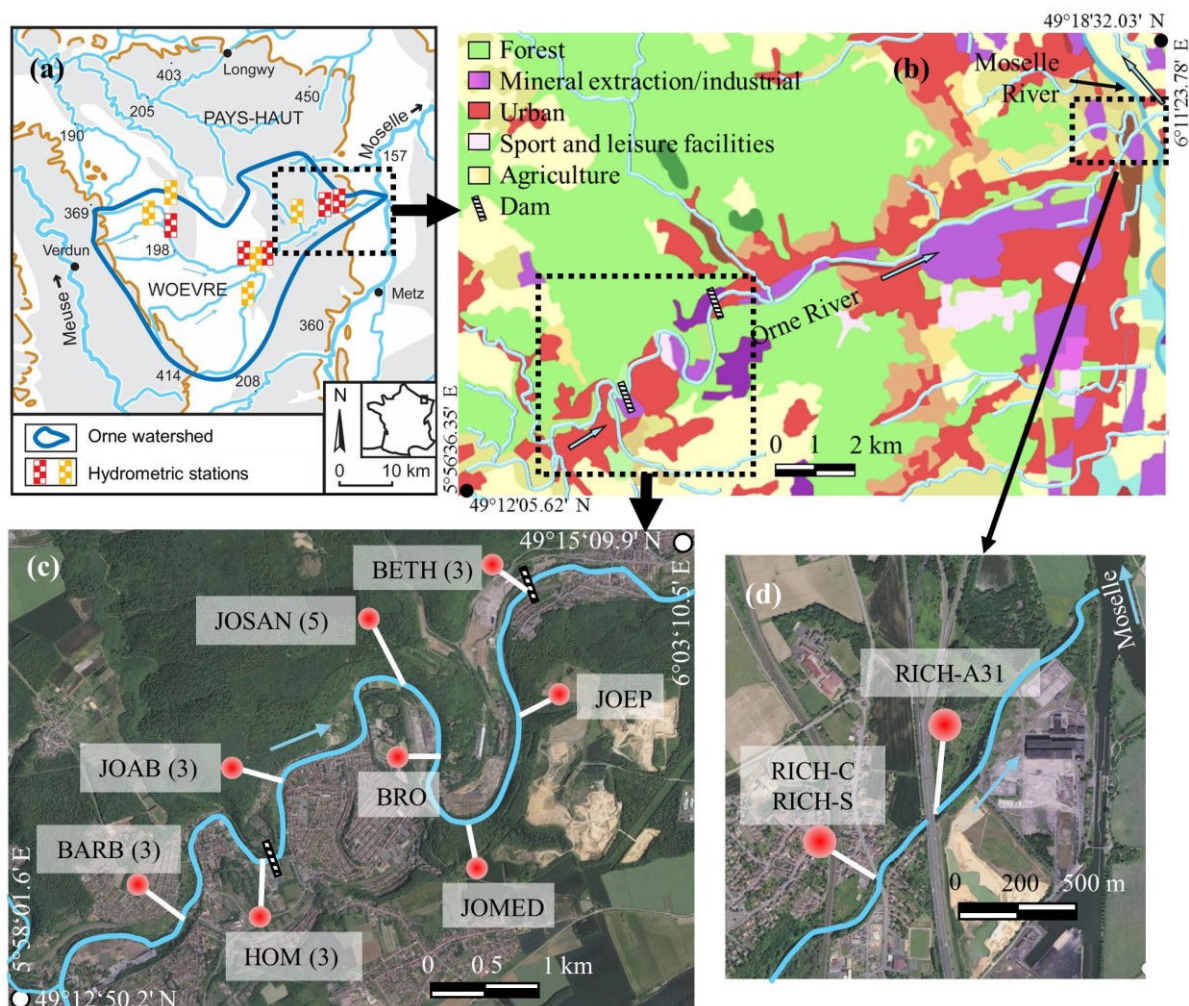 (a)
403
Longwy
450
205
PAYS-HAUT
190
Moselle
157
369
Verdun
198
WOEVRE
Meuse
Metz
360
414
208
N
0 10 km
Orne watershed
Hydrometric stations
49°18'32.03' N
6°11'23.78' E
(b)
Forest
Mineral extraction/industrial
Urban
Sport and leisure facilities
Agriculture
Dam
Moselle
River
Orne River
0 1 2 km
5°56'36.35' E
49°12'05.62' N
(c)
49°15'09.9' N
6°03'10.5' E
BETH (3)
JOSAN (5)
JOEP
JOAB (3)
BRO
BARB (3)
JOMED
HOM (3)
0 0.5 1 km
5°58'01.6' E
49°12'50.2' N
(d)
Moselle
RICH-A31
RICH-C
RICH-S
0 200 500 m